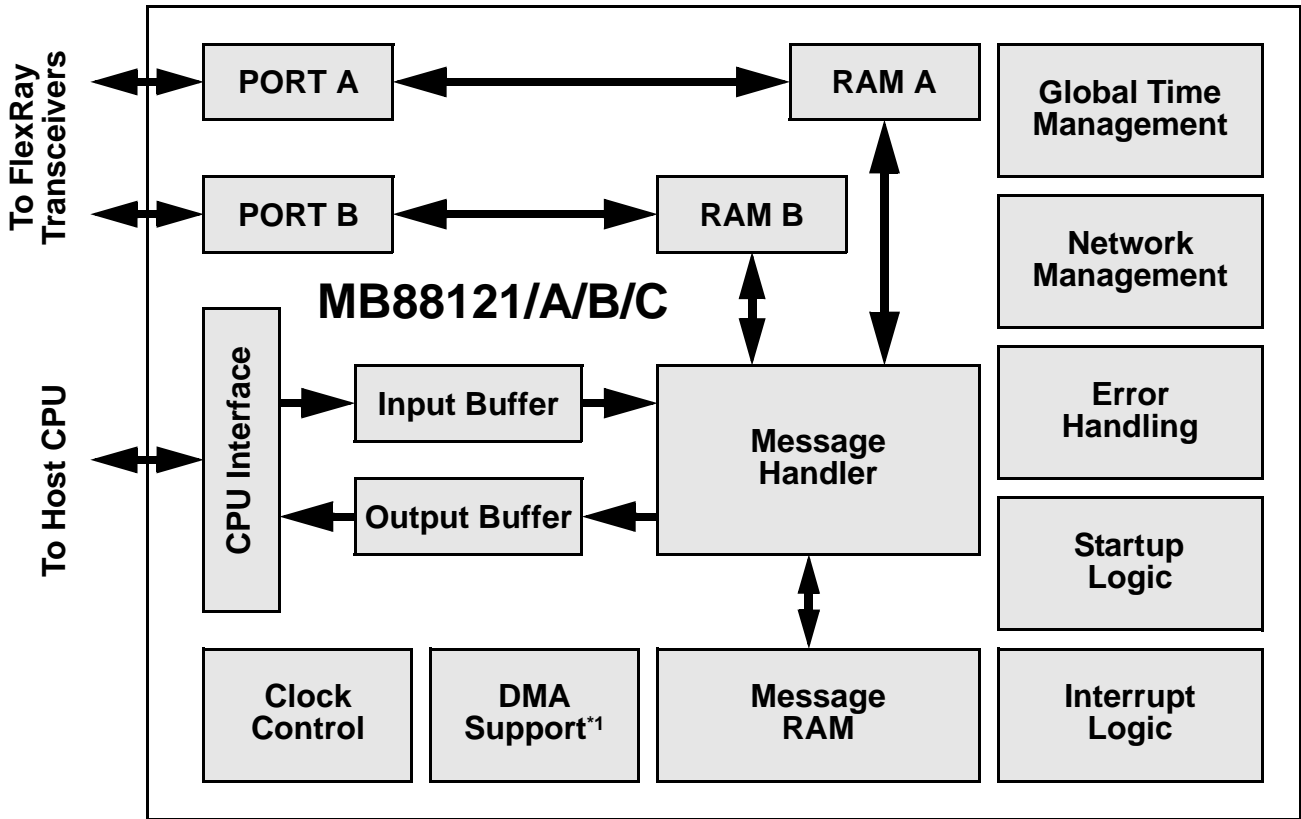 To FlexRay
Transceivers
PORT A
RAM A
Global Time
Management
PORT B
RAM B
Network
Management
MB88121/A/B/C
To Host CPU
CPU Interface
Input Buffer
Output Buffer
Message
Handler
Error
Handling
Startup
Logic
Clock
Control
DMA
Support*1
Message
RAM
Interrupt
Logic